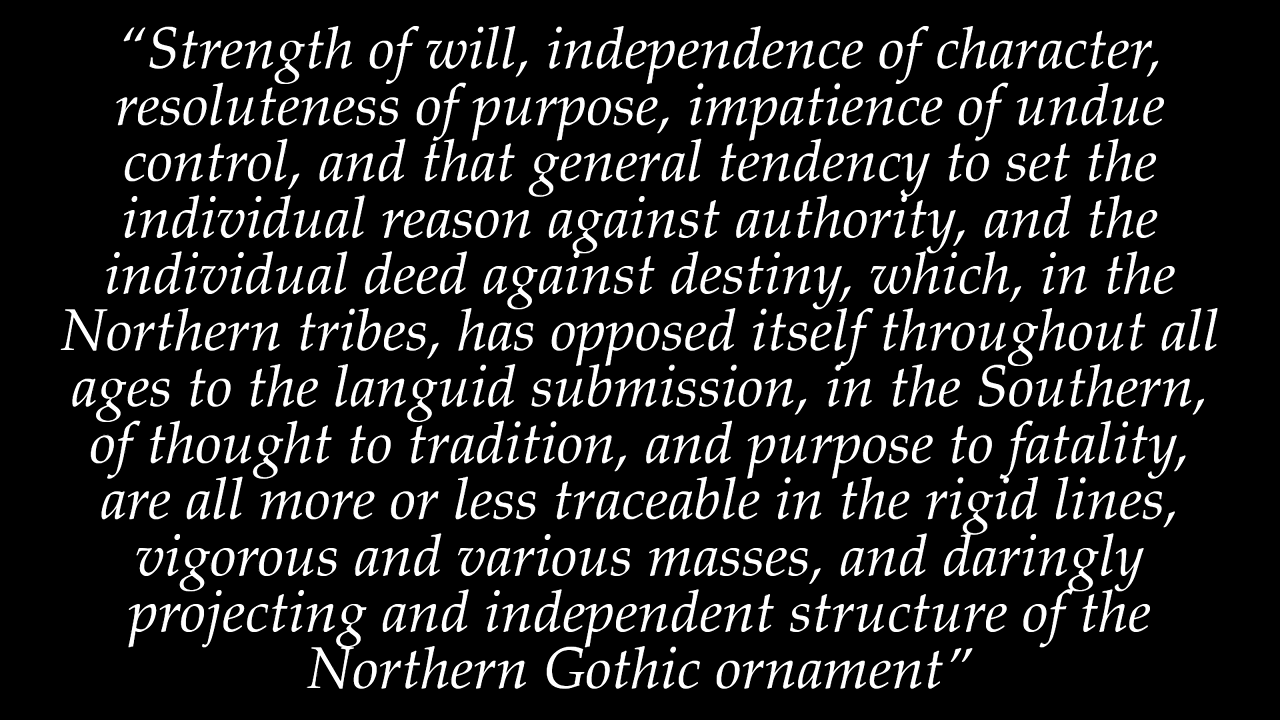 “Strength of will, independence of character,
resoluteness of purpose, impatience of undue
control, and that general tendency to set the
individual reason against authority, and the
individual deed against destiny, which, in the
Northern tribes, has opposed itself throughout all
ages to the languid submission, in the Southern,
of thought to tradition, and purpose to fatality,
are all more or less traceable in the rigid lines,
vigorous and various masses, and daringly
projecting and independent structure of the
Northern Gothic ornament”